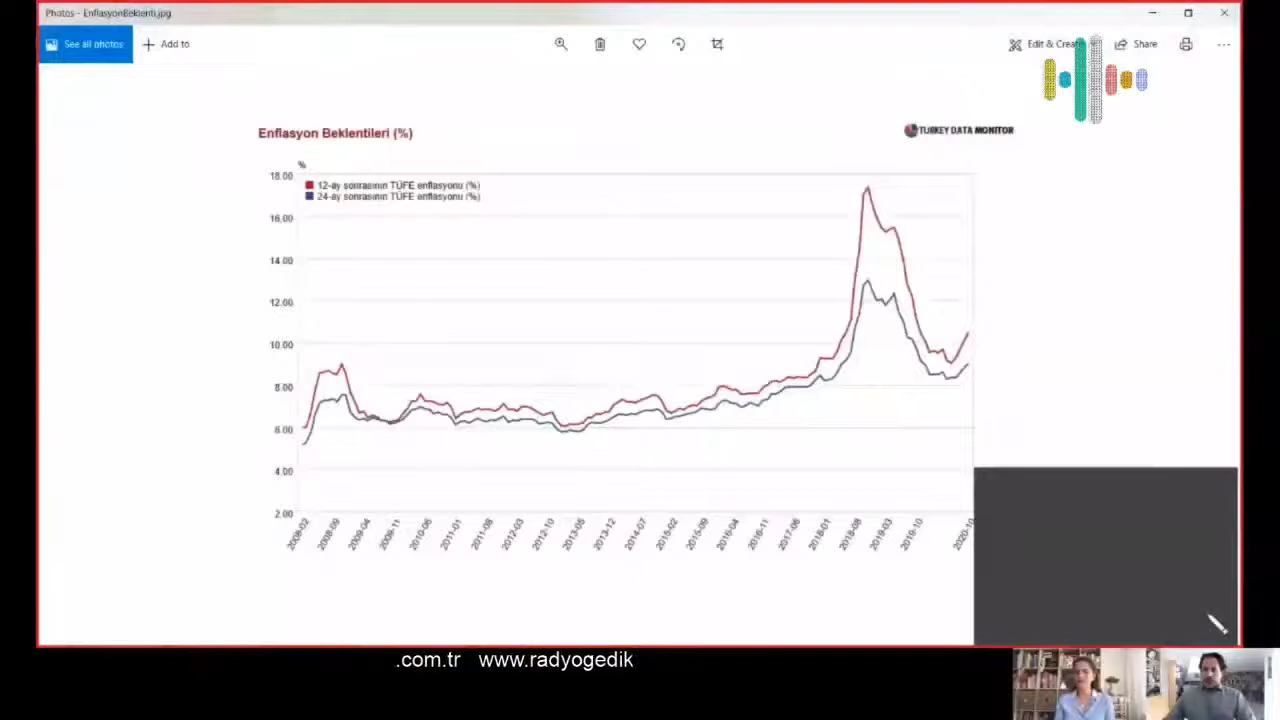 Photos - EnflasyonBeklenti.jpg
See all photos
Add to
Edit & Create
Share
Enflasyon Beklentileri (%)
TURKEY DATA MONITOR
%
12-ay sonrasının TÜFE enflasyonu (%)
24-ay sonrasının TÜFE enflasyonu (%)
18.00
16.00
14.00
12.00
10.00
8.00
6.00
4.00
2.00
2008-02 2008-09 2009-04 2009-11 2010-06 2011-01 2011-08 2012-03 2012-10 2013-05 2013-12 2014-07 2015-02 2015-09 2016-04 2016-11 2017-06 2018-01 2018-08 2019-03 2019-10 2020-10
.com.tr www.radyogedik